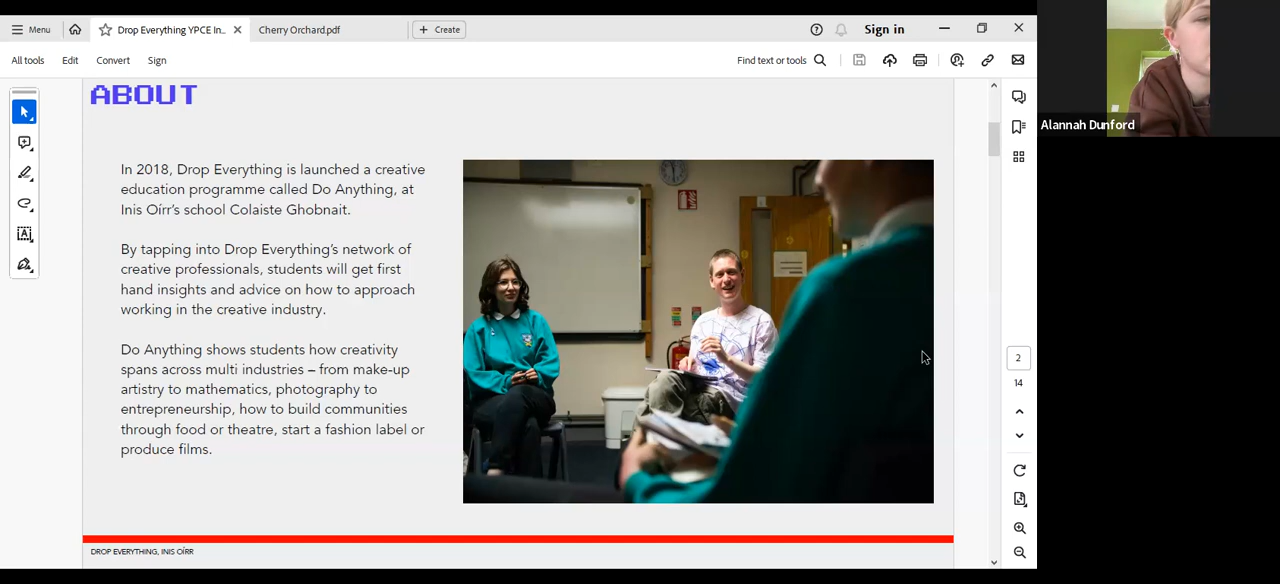 Menu
Drop Everything YPCE In...
Cherry Orchard.pdf
Create
Sign in
All tools
Edit
Convert
Sign
Find text or tools
ABOUT
In 2018, Drop Everything is launched a creative
education programme called Do Anything, at
Inis Oírr's school Colaiste Ghobnait.
By tapping into Drop Everything's network of
creative professionals, students will get first
hand insights and advice on how to approach
working in the creative industry.
Do Anything shows students how creativity
spans across multi industries – from make-up
artistry to mathematics, photography to
entrepreneurship, how to build communities
through food or theatre, start a fashion label or
produce films.
DROP EVERYTHING, INIS OÍRR
2
14
Alannah Dunford